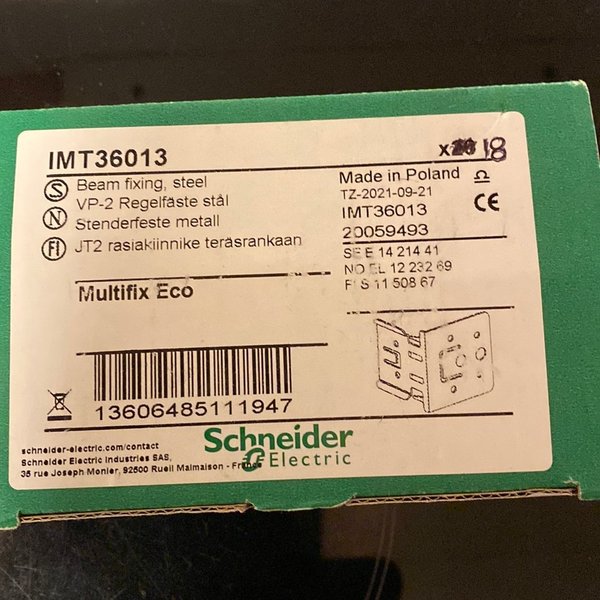 IMT36013
x 18
S Beam fixing, steel
VP-2 Regelfäste stål
N Stenderfeste metall
FI JT2 rasiakiinnike teräsrankaan
Made in Poland
TZ-2021-09-21
IMT36013
CE
20059493
SE E 14 214 41
NO EL 12 232 69
FI S 11 508 67
Multifix Eco
13606485111947
schneider-electric.com/contact
Schneider Electric Industries SAS,
35 rue Joseph Monier, 92500 Rueil Malmaison - France
Schneider
Electric